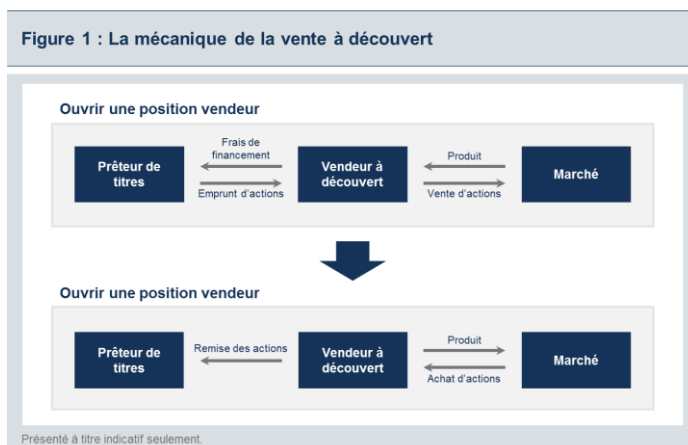 Figure 1 : La mécanique de la vente à découvert
Ouvrir une position vendeur
Prêteur de
titres
Frais de
financement
Emprunt d'actions
Vendeur à
découvert
Produit
Vente d'actions
Marché
Ouvrir une position vendeur
Prêteur de
titres
Remise des actions
Vendeur à
découvert
Produit
Achat d'actions
Marché
Présenté à titre indicatif seulement.